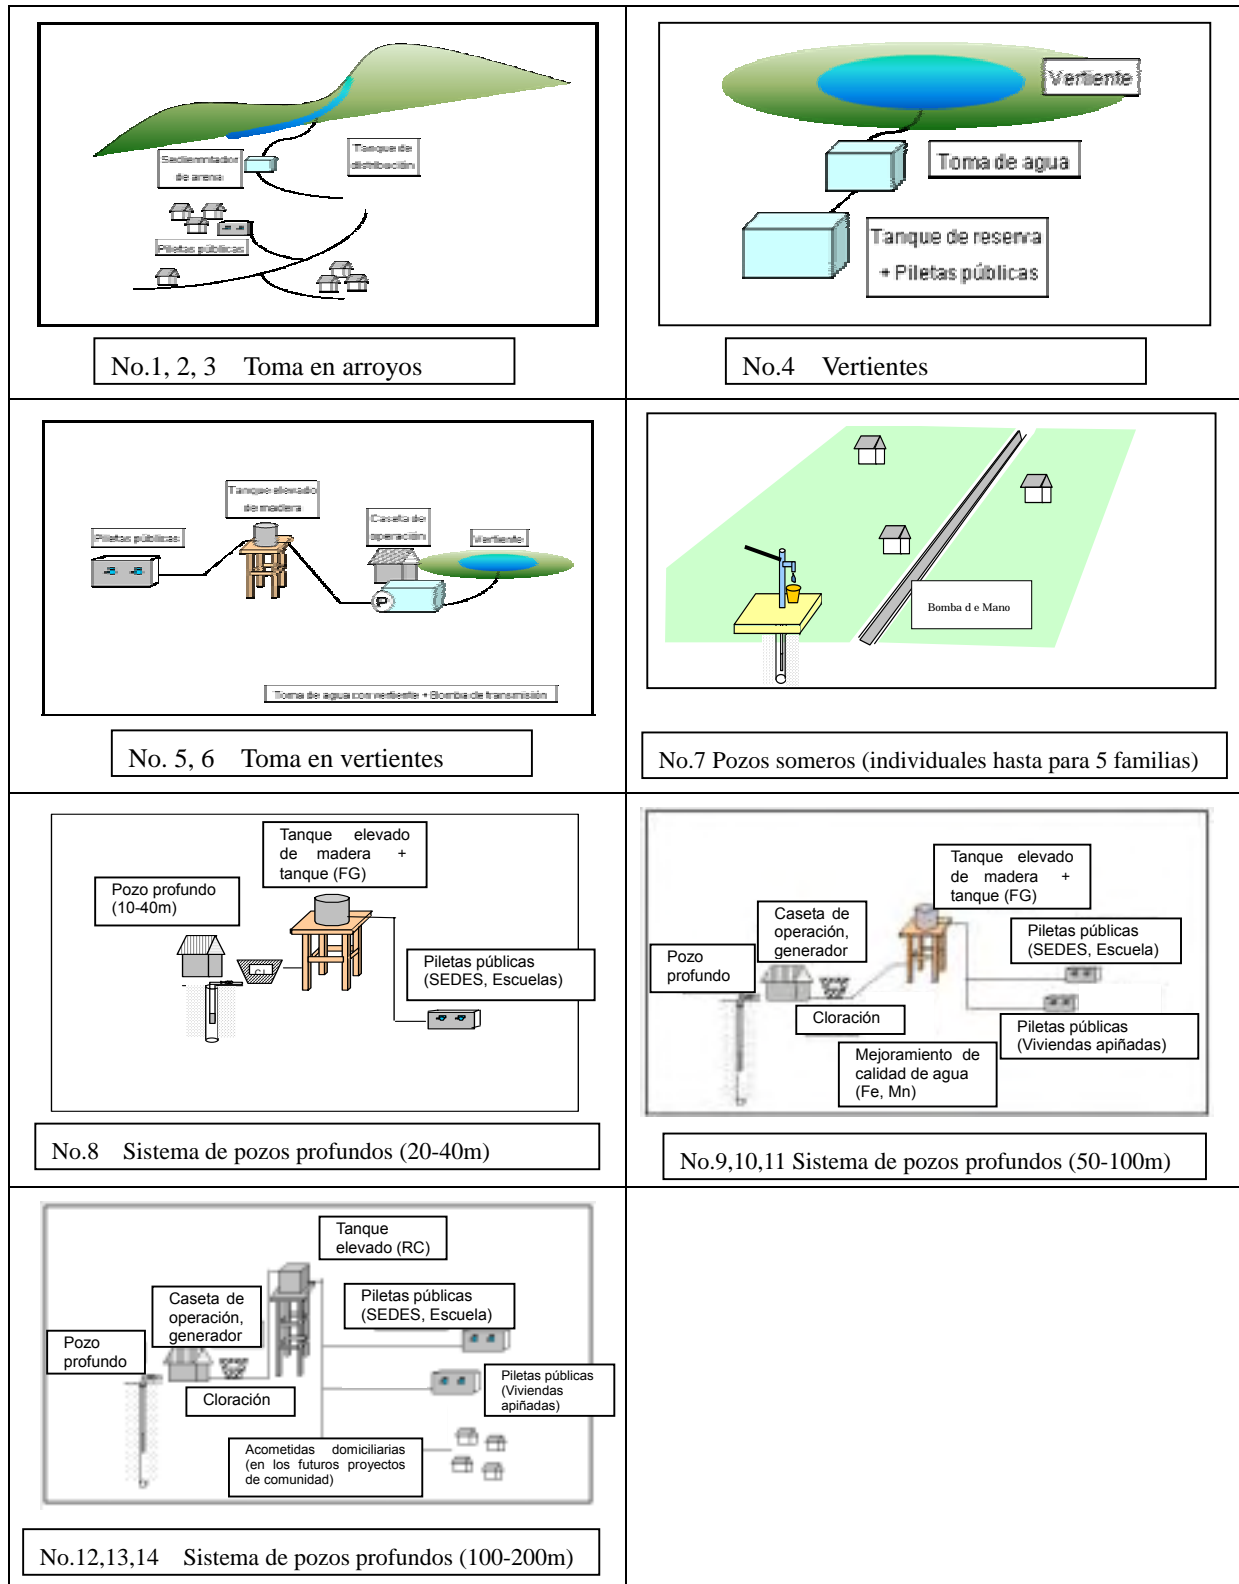 Sedimentador
de arena
Tanque de
distribución
Piletas públicas
No.1, 2, 3 Toma en arroyos
Vertiente
Toma de agua
Tanque de reserva
+ Piletas públicas
No.4 Vertientes
Piletas públicas
Tanque elevado
de madera
Caseta de
operación
Vertiente
P
Toma de agua con vertiente + Bomba de transmisión
No. 5, 6 Toma en vertientes
Bomba d e Mano
No.7 Pozos someros (individuales hasta para 5 familias)
Pozo profundo
(10-40m)
Tanque elevado
de madera +
tanque (FG)
Piletas públicas
(SEDES, Escuelas)
No.8 Sistema de pozos profundos (20-40m)
Pozo
profundo
Caseta de
operación,
generador
Tanque elevado
de madera +
tanque (FG)
Piletas públicas
(SEDES, Escuela)
Cloración
Piletas públicas
(Viviendas apiñadas)
Mejoramiento de
calidad de agua
(Fe, Mn)
No.9,10,11 Sistema de pozos profundos (50-100m)
Tanque
elevado (RC)
Caseta de
operación,
generador
Piletas públicas
(SEDES, Escuela)
Pozo
profundo
Cloración
Piletas públicas
(Viviendas
apiñadas)
Acometidas domiciliarias
(en los futuros proyectos
de comunidad)
No.12,13,14 Sistema de pozos profundos (100-200m)